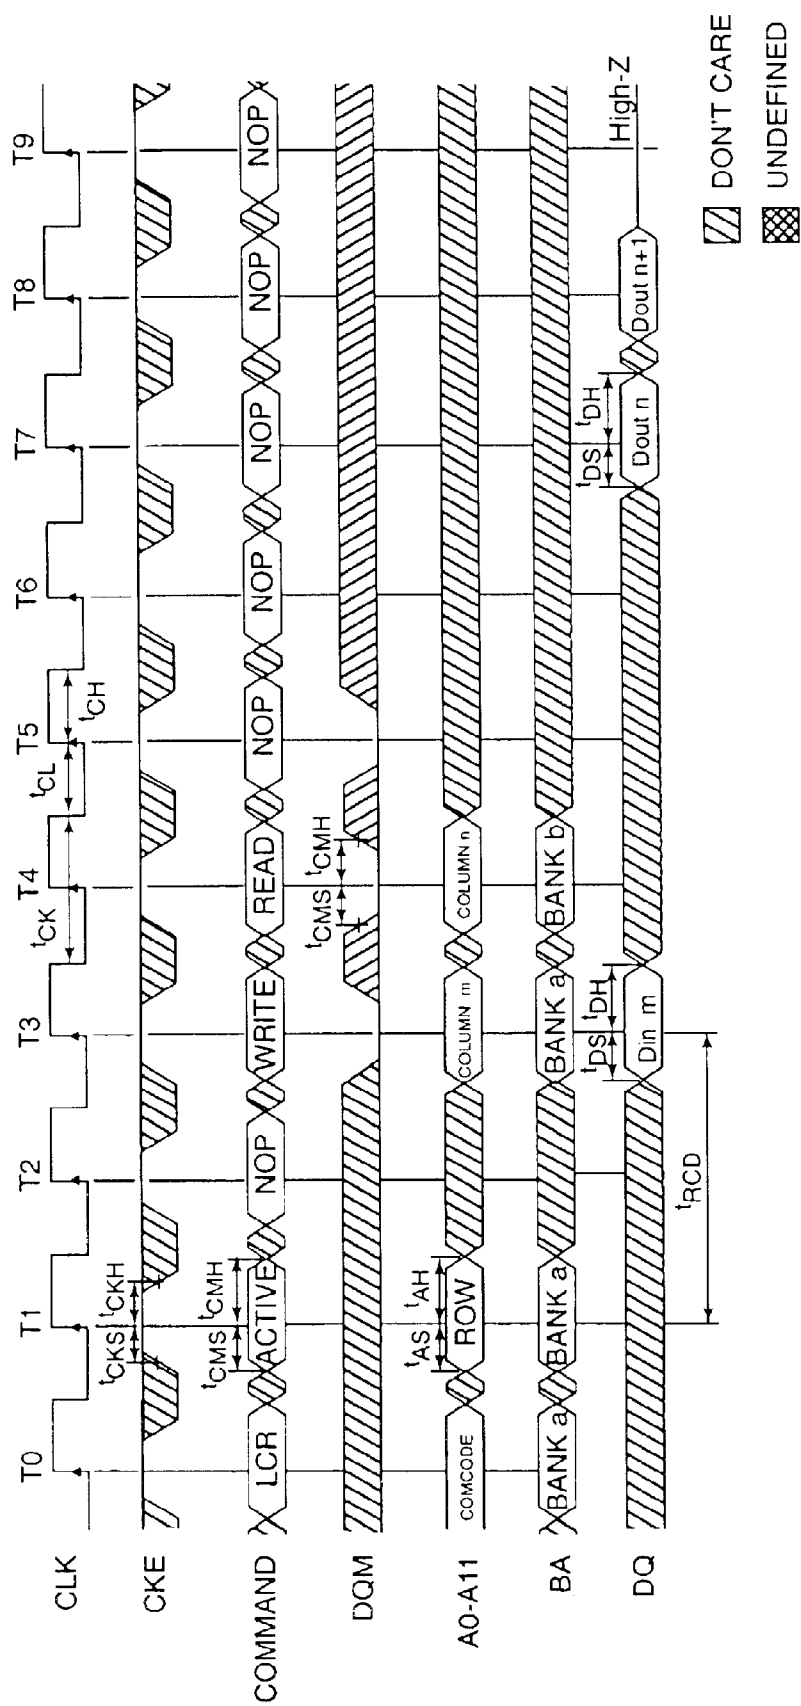 T0 T1 T2 T3 T4 T5 T6 T7 T8 T9
CLK
tCK tCL tCH
CKE
tCKS tCKH
COMMAND
LCR ACTIVE NOP WRITE READ NOP NOP NOP NOP NOP
tCMS tCMH
DQM
tCMS tCMH
A0-A11
COMCODE ROW COLUMN m COLUMN n
tAS tAH
BA
BANK a BANK a BANK a BANK b
DQ
tDS tDH tDS tDH
Din m Dout n Dout n+1 High-Z
tRCD
DON'T CARE
UNDEFINED